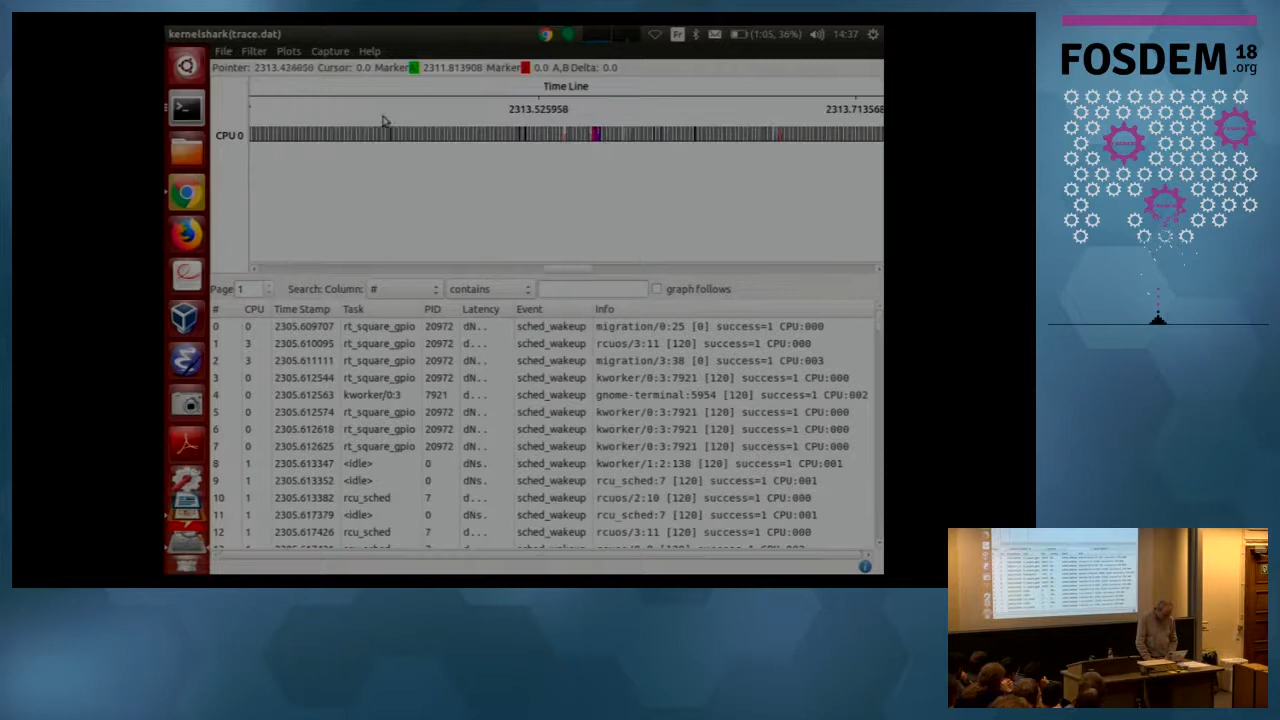 kernelshark(trace.dat)
Fr
(1:05, 36%)
14:37
File Filter Plots Capture Help
Pointer: 2313.426056 Cursor: 0.0 Marker 2311.813908 Marker 0.0 A,B Delta: 0.0
Time Line
2313.525958 2313.713568
CPU 0
Page 1 Search: Column: # contains graph follows
# CPU Time Stamp Task PID Latency Event Info
0 0 2305.609707 rt_square_gpio 20972 dN.. sched_wakeup migration/0:25 [0] success=1 CPU:000
1 3 2305.610095 rt_square_gpio 20972 d... sched_wakeup rcuos/3:11 [120] success=1 CPU:000
2 3 2305.611111 rt_square_gpio 20972 dN.. sched_wakeup migration/3:38 [0] success=1 CPU:003
3 0 2305.612544 rt_square_gpio 20972 dN.. sched_wakeup kworker/0:3:7921 [120] success=1 CPU:000
4 0 2305.612563 kworker/0:3 7921 d... sched_wakeup gnome-terminal:5954 [120] success=1 CPU:002
5 0 2305.612574 rt_square_gpio 20972 dN.. sched_wakeup kworker/0:3:7921 [120] success=1 CPU:000
6 0 2305.612618 rt_square_gpio 20972 dN.. sched_wakeup kworker/0:3:7921 [120] success=1 CPU:000
7 0 2305.612625 rt_square_gpio 20972 dN.. sched_wakeup kworker/0:3:7921 [120] success=1 CPU:000
8 1 2305.613347 <idle> 0 dNs. sched_wakeup kworker/1:2:138 [120] success=1 CPU:001
9 1 2305.613352 <idle> 0 dNs. sched_wakeup rcu_sched:7 [120] success=1 CPU:001
10 1 2305.613382 rcu_sched 7 d... sched_wakeup rcuos/2:10 [120] success=1 CPU:000
11 1 2305.617379 <idle> 0 dNs. sched_wakeup rcu_sched:7 [120] success=1 CPU:001
12 1 2305.617426 rcu_sched 7 d... sched_wakeup rcuos/3:11 [120] success=1 CPU:000
FOSDEM 18
.org